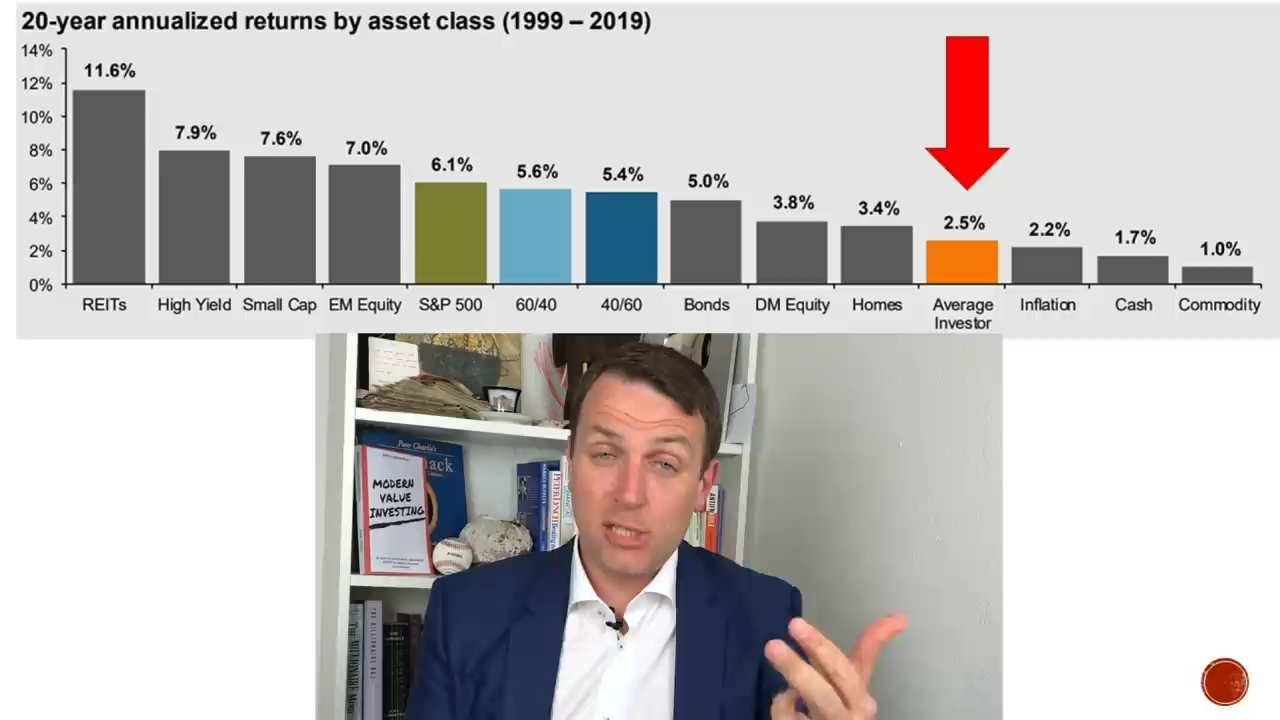 20-year annualized returns by asset class (1999 – 2019)
14%
12%
10%
8%
6%
4%
2%
0%
11.6%
7.9%
7.6%
7.0%
6.1%
5.6%
5.4%
5.0%
3.8%
3.4%
2.5%
2.2%
1.7%
1.0%
REITs
High Yield
Small Cap
EM Equity
S&P 500
60/40
40/60
Bonds
DM Equity
Homes
Average
Investor
Inflation
Cash
Commodity
Poor Charlie's
MODERN
VALUE
INVESTING